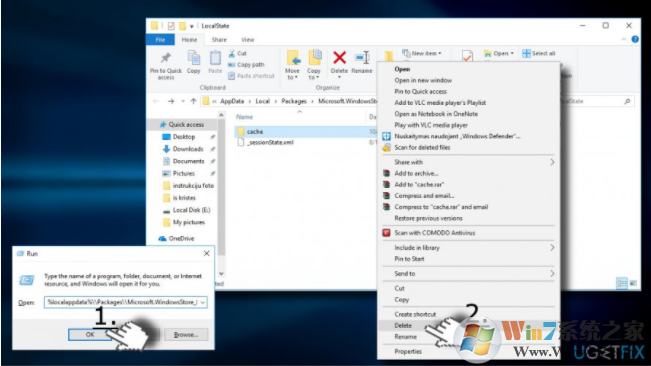 LocalState
File Home Share View
Pin to Quick access
Copy
Paste
Cut
Copy path
Paste shortcut
Clipboard
Move to
Copy to
Delete
Rename
Organize
New item
Open
Select all
AppData › Local › Packages › Microsoft.WindowsSt
Name
Quick access
Desktop
Downloads
Documents
Pictures
instrukciju foto
is kristes
Local Disk (E:)
My pictures
OneDrive
cacha
_sessionState.xml
Open
Open in new window
Pin to Quick access
Add to VLC media player's Playlist
Open as Notebook in OneNote
Play with VLC media player
Nuskaitymas naudojant „Windows Defender"...
Scan for deleted files
Share with
Add to archive...
Add to "cache.rar"
Compress and email...
Compress to "cache.rar" and email
Restore previous versions
Scan with COMODO Antivirus
Include in library
Pin to Start
Send to
Cut
Copy
Create shortcut
Delete
Rename
Properties
Run
Type the name of a program, folder, document, or Internet
resource, and Windows will open it for you.
Open: %localappdata%\\Packages\\Microsoft.WindowsStore_
1.
OK
Browse...
2
Win7系统之家
Www.W
UGETFIX